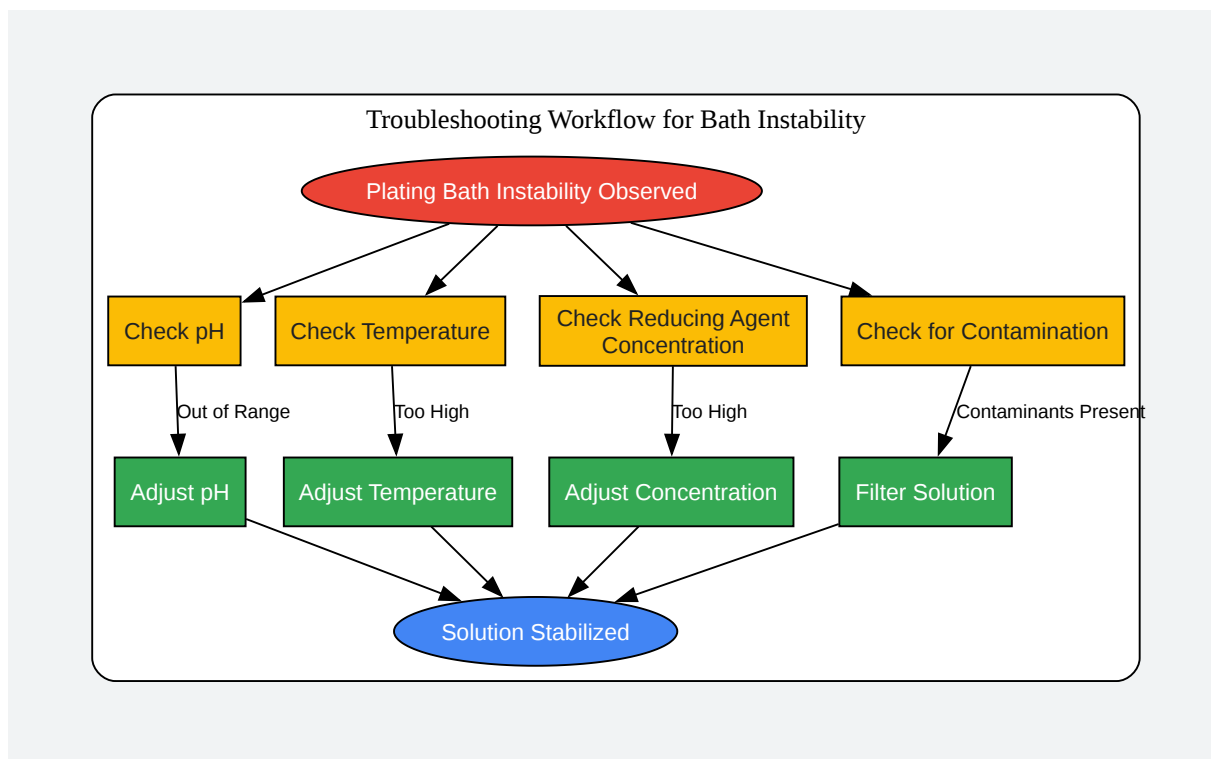 Troubleshooting Workflow for Bath Instability
Plating Bath Instability Observed
Check pH
Check Temperature
Check Reducing Agent
Concentration
Check for Contamination
Out of Range
Too High
Too High
Contaminants Present
Adjust pH
Adjust Temperature
Adjust Concentration
Filter Solution
Solution Stabilized